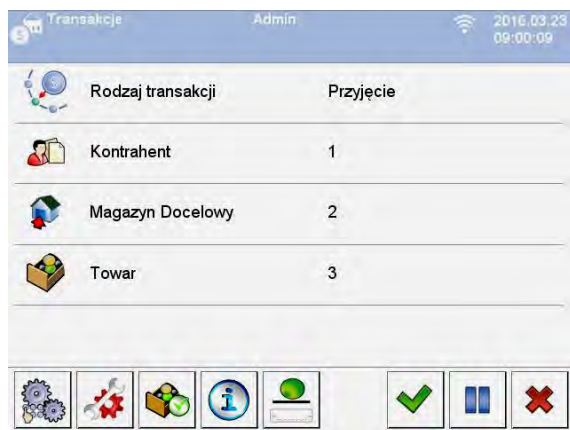 Transakcje Admin 2016.03.23
09:00:09
Rodzaj transakcji Przyjęcie
Kontrahent 1
Magazyn Docelowy 2
Towar 3